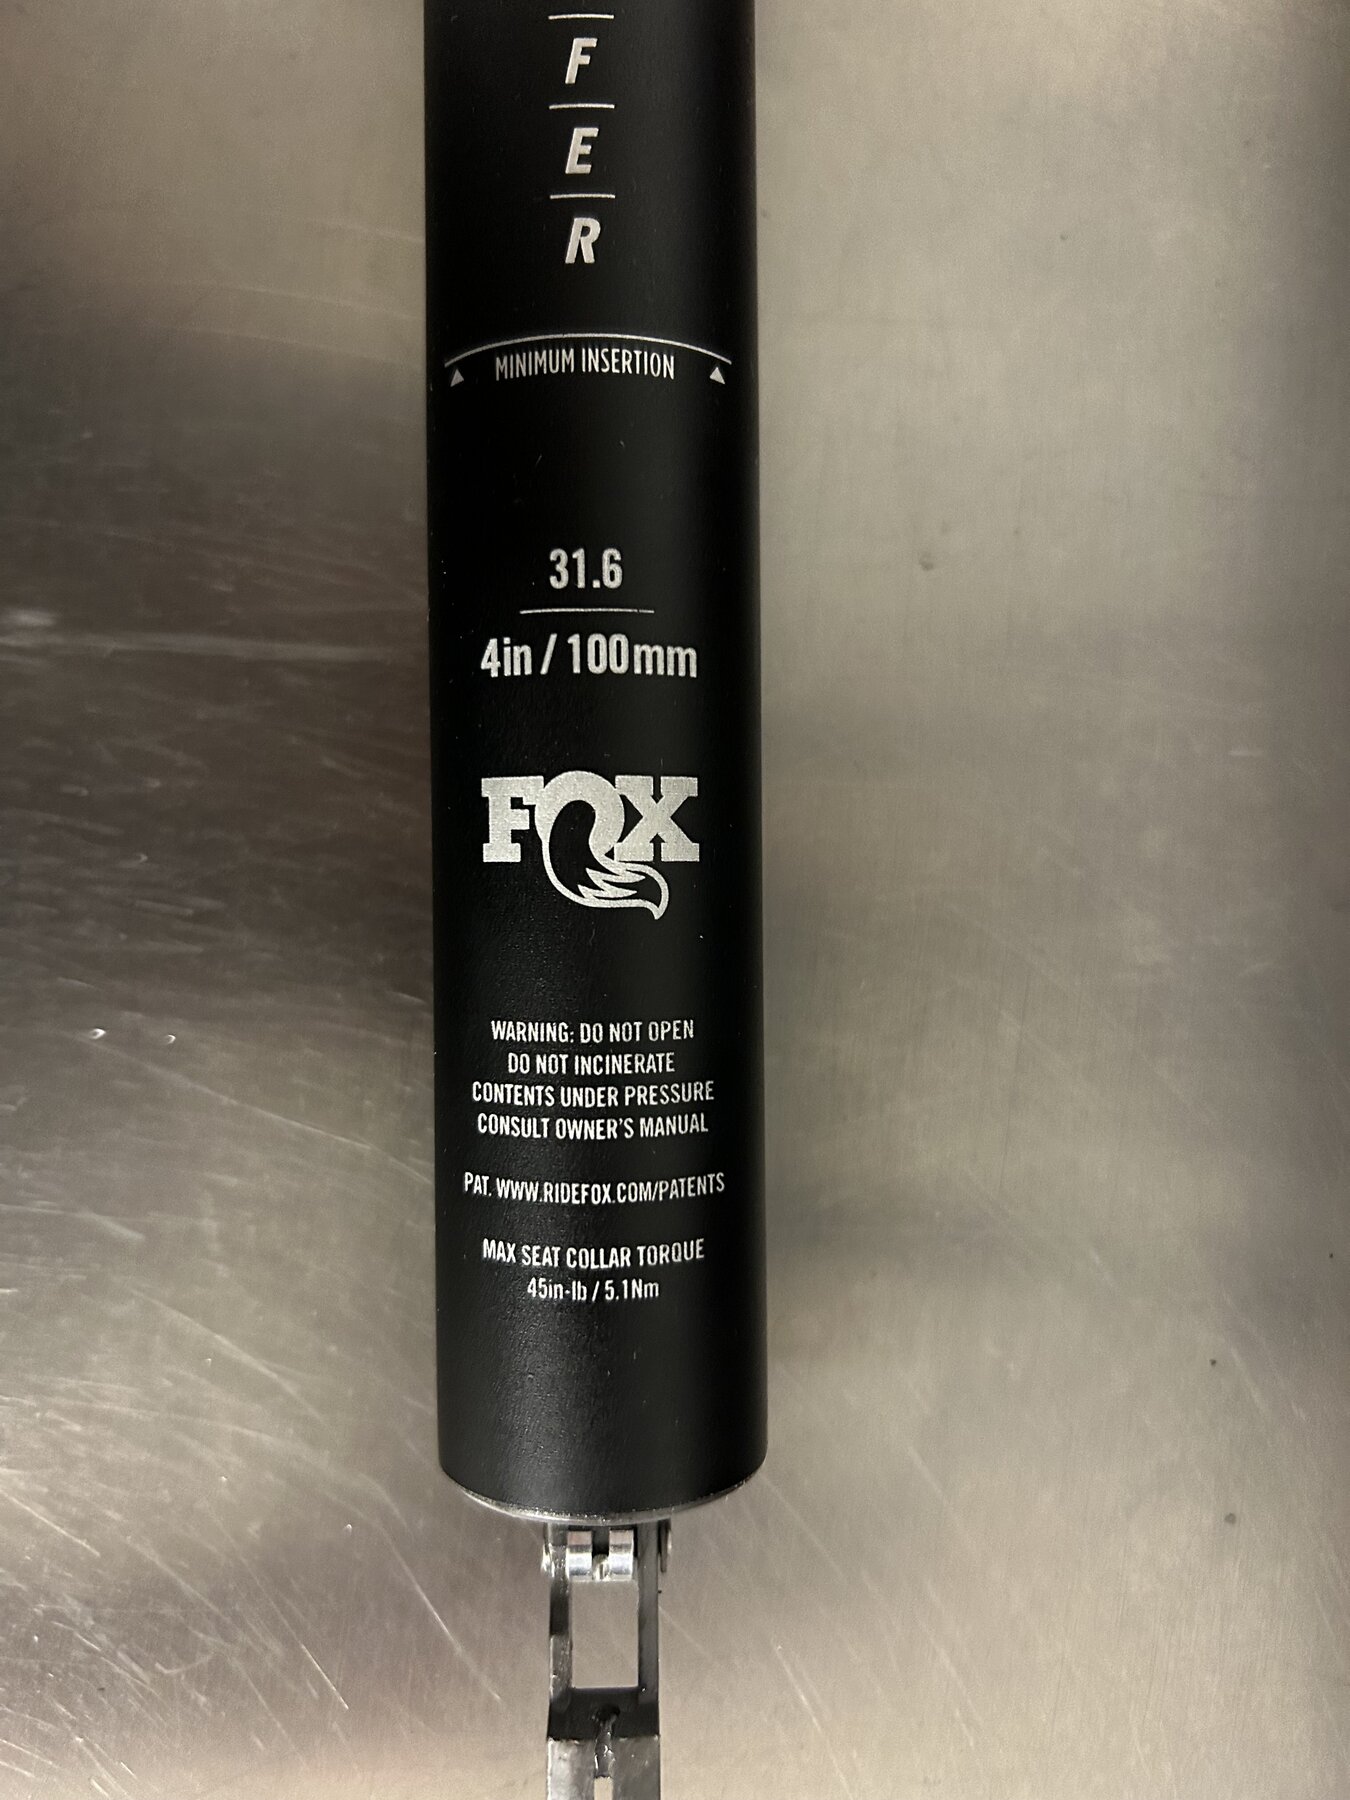 F
E
R
MINIMUM INSERTION
31.6
4in / 100mm
FOX
WARNING: DO NOT OPEN
DO NOT INCINERATE
CONTENTS UNDER PRESSURE
CONSULT OWNER'S MANUAL
PAT. WWW.RIDEFOX.COM/PATENTS
MAX SEAT COLLAR TORQUE
45in-lb / 5.1Nm